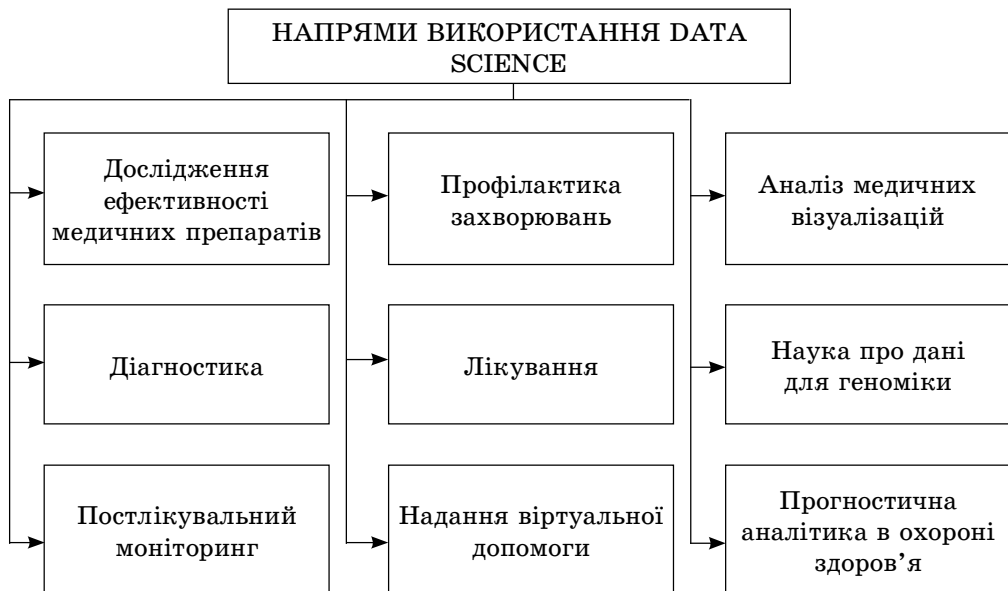 НАПРЯМИ ВИКОРИСТАННЯ DATA
SCIENCE
Дослідження
ефективності
медичних препаратів
Профілактика
захворювань
Аналіз медичних
візуалізацій
Діагностика
Лікування
Наука про дані
для геноміки
Постлікувальний
моніторинг
Надання віртуальної
допомоги
Прогностична
аналітика в охороні
здоров’я